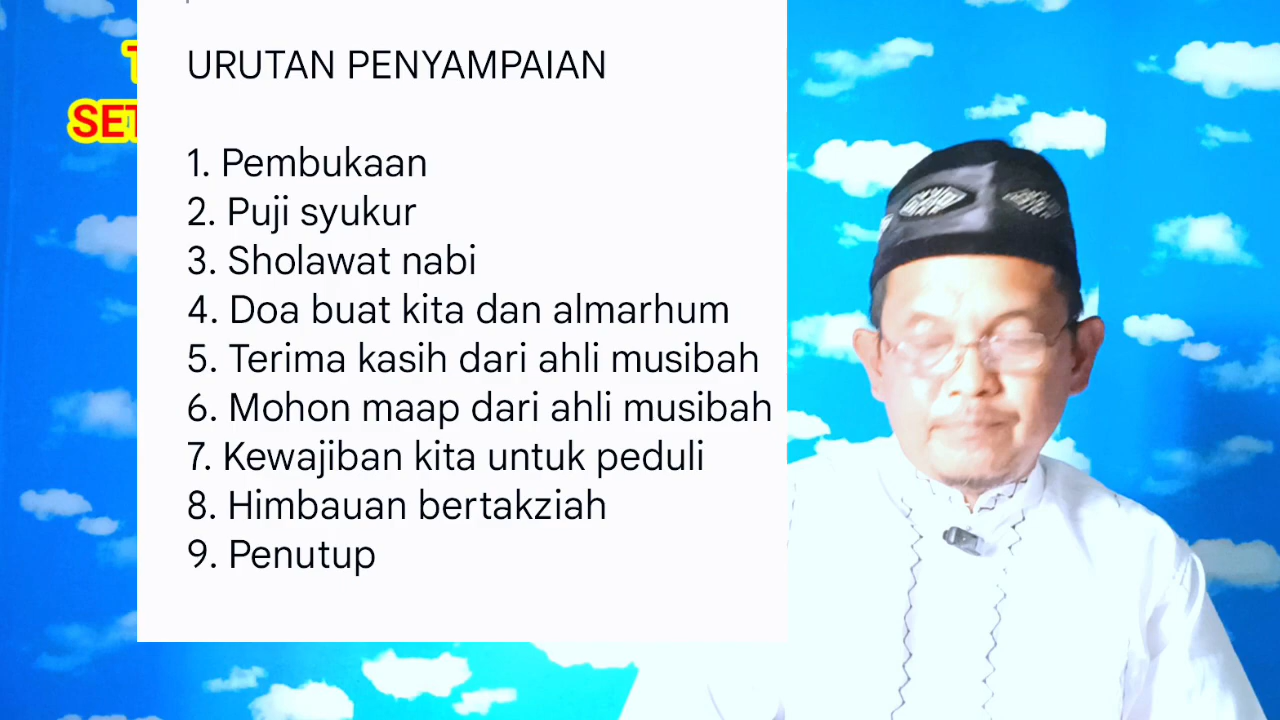 URUTAN PENYAMPAIAN
1. Pembukaan
2. Puji syukur
3. Sholawat nabi
4. Doa buat kita dan almarhum
5. Terima kasih dari ahli musibah
6. Mohon maap dari ahli musibah
7. Kewajiban kita untuk peduli
8. Himbauan bertakziah
9. Penutup